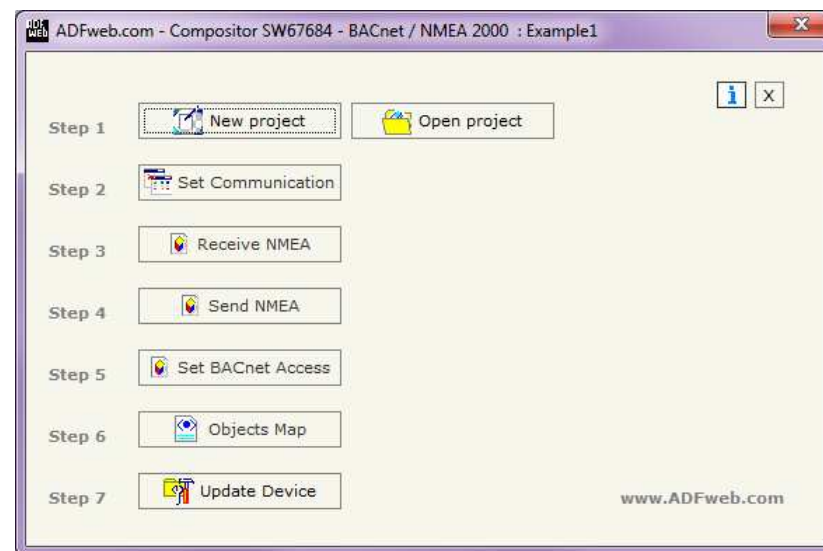 ADFweb.com - Compositor SW67684 - BACnet / NMEA 2000 : Example1
i X
Step 1 New project Open project
Step 2 Set Communication
Step 3 Receive NMEA
Step 4 Send NMEA
Step 5 Set BACnet Access
Step 6 Objects Map
Step 7 Update Device
www.ADFweb.com